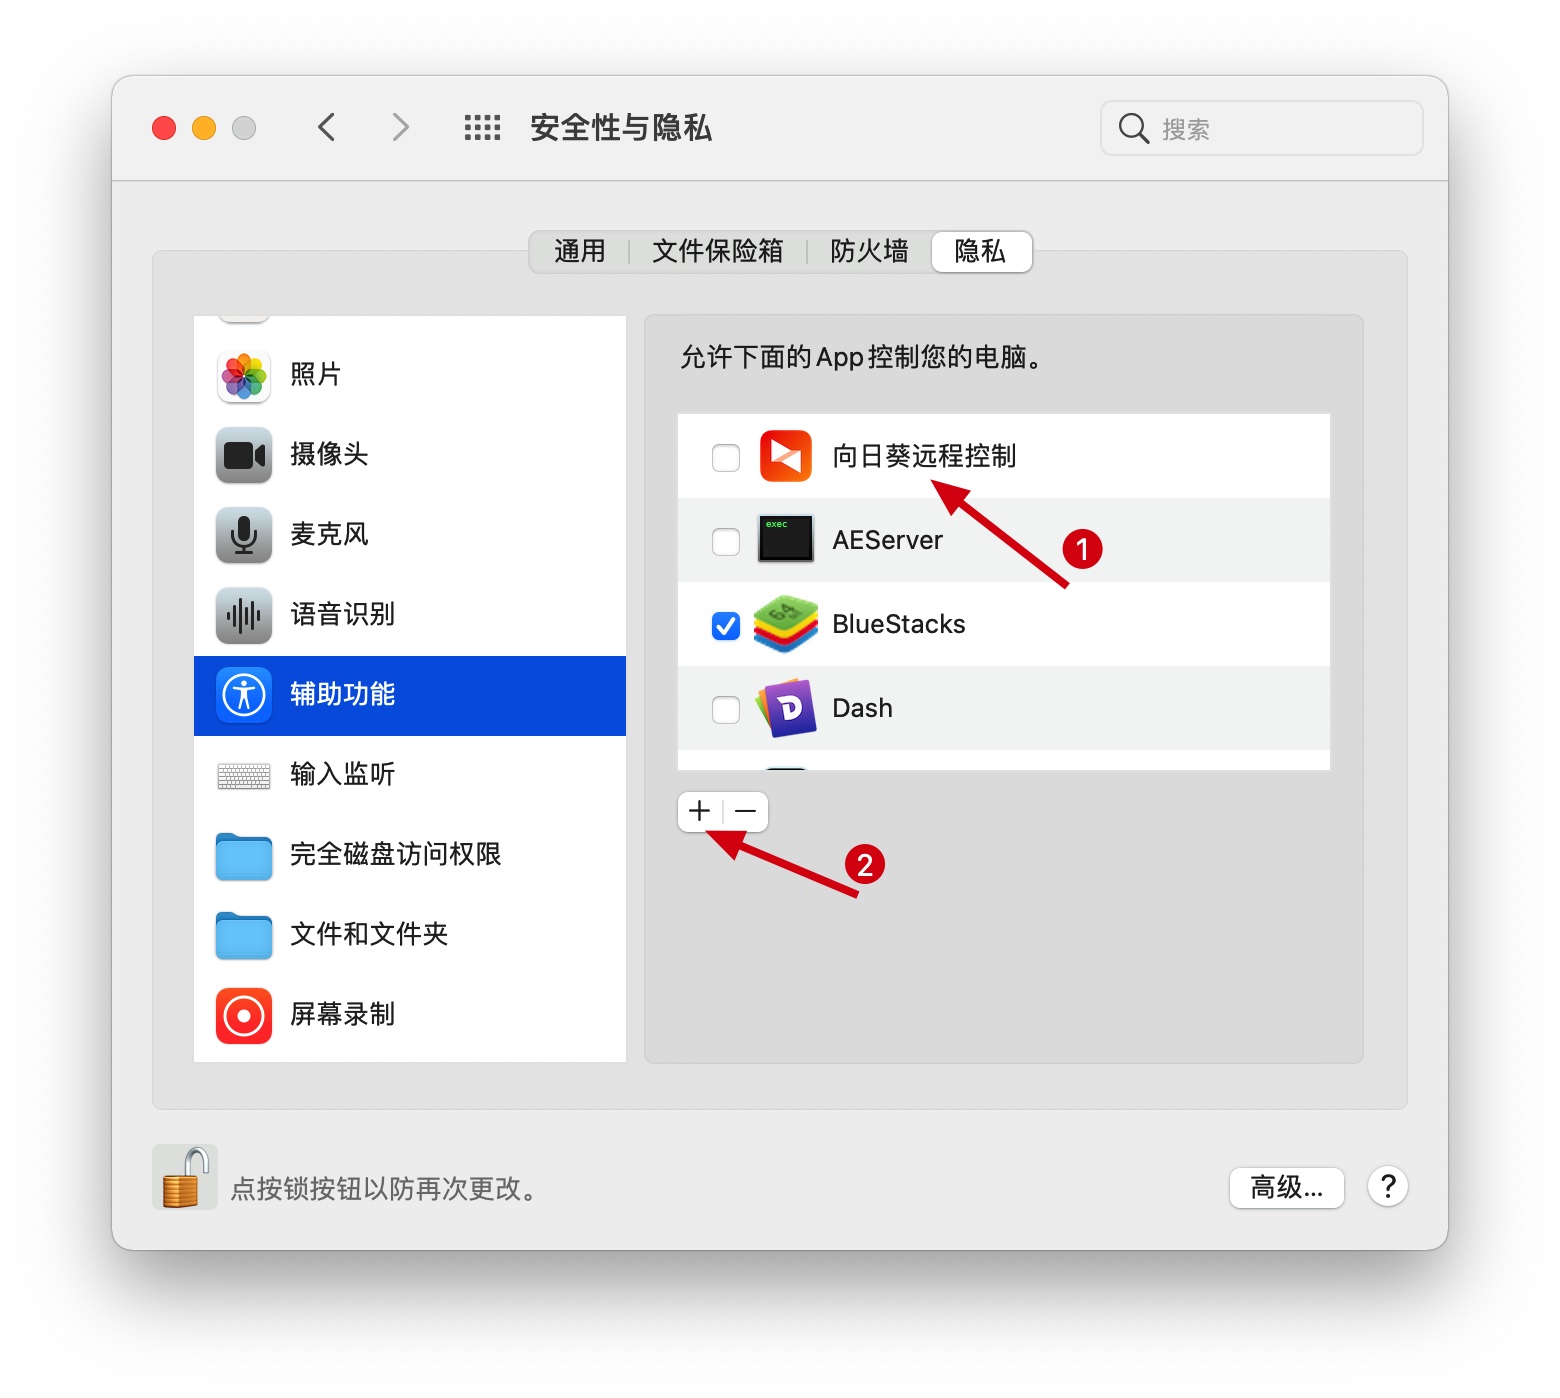 安全性与隐私
搜索
通用
文件保险箱
防火墙
隐私
照片
摄像头
麦克风
语音识别
辅助功能
输入监听
完全磁盘访问权限
文件和文件夹
屏幕录制
允许下面的App控制您的电脑。
向日葵远程控制
exec
AEServer
64
BlueStacks
D
Dash
1
2
点按锁按钮以防再次更改。
高级...
?